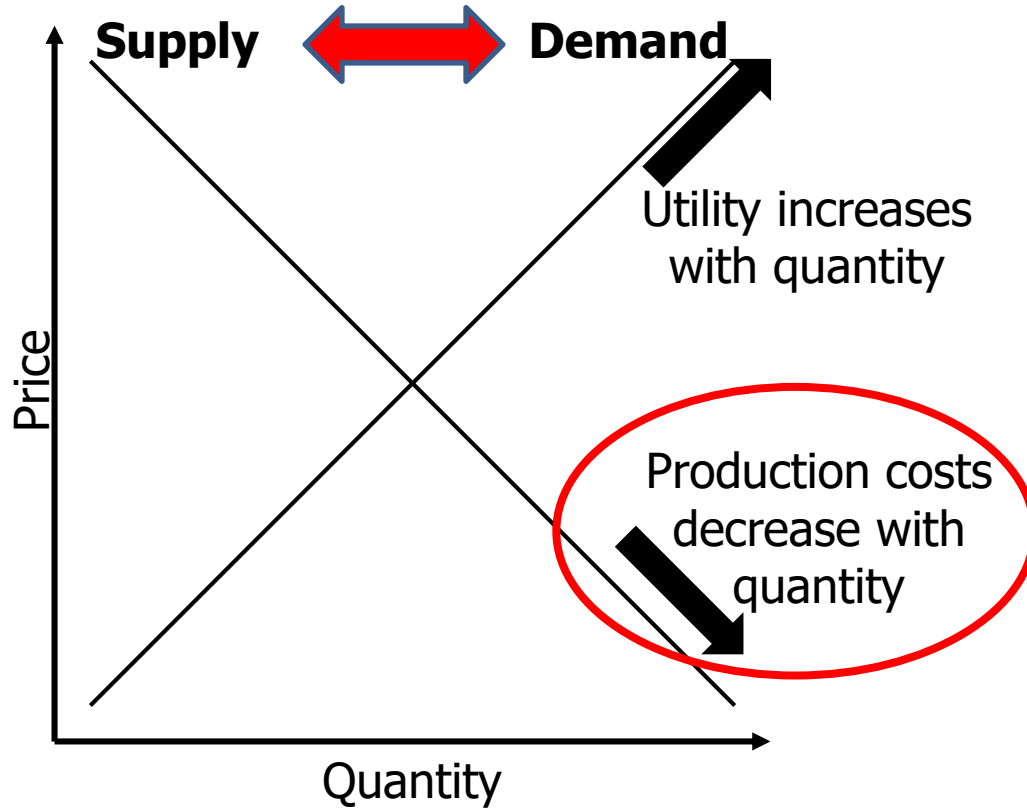 Supply
Demand
Utility increases
with quantity
Price
Production costs
decrease with
quantity
Quantity